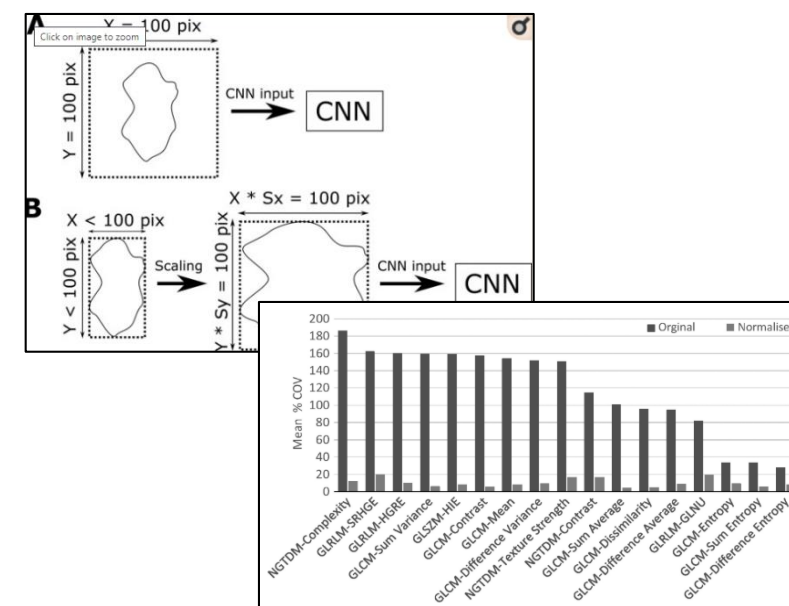 A
X = 100 pix
Click on image to zoom
Y = 100 pix
CNN input
CNN
B
X < 100 pix
Y < 100 pix
Scaling
X * Sx = 100 pix
Y * Sy = 100 pix
CNN input
CNN
Orginal
Normalise
Mean % COV
200
180
160
140
120
100
80
60
40
20
0
NGTDM-Complexity
GLRLM-SRHGE
GLRLM-HGRE
GLCM-Sum Variance
GLSZM-HIE
GLCM-Contrast
GLCM-Mean
GLCM-Difference Variance
NGTDM-Texture Strength
NGTDM-Contrast
GLCM-Sum Average
GLCM-Dissimilarity
GLCM-Difference Average
GLRLM-GLNU
GLCM-Entropy
GLCM-Sum Entropy
GLCM-Difference Entropy